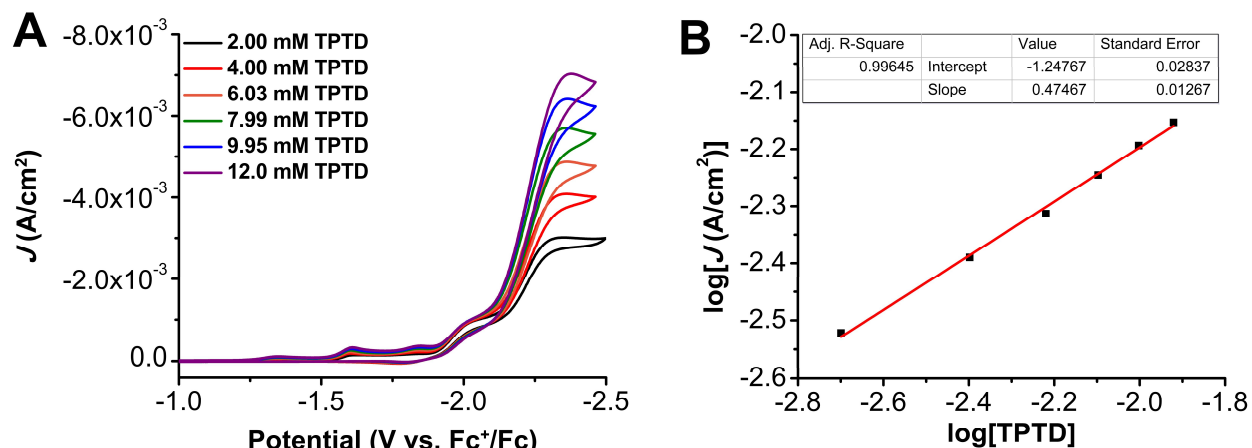 A
-8.0x10⁻³
-6.0x10⁻³
-4.0x10⁻³
-2.0x10⁻³
0.0
J (A/cm²)
2.00 mM TPTD
4.00 mM TPTD
6.03 mM TPTD
7.99 mM TPTD
9.95 mM TPTD
12.0 mM TPTD
-1.0 -1.5 -2.0 -2.5
Potential (V vs. Fc⁺/Fc)
B
-2.0
-2.1
-2.2
-2.3
-2.4
-2.5
-2.6
log[J (A/cm²)]
Adj. R-Square Value Standard Error
0.99645 Intercept -1.24767 0.02837
Slope 0.47467 0.01267
-2.8 -2.6 -2.4 -2.2 -2.0 -1.8
log[TPTD]